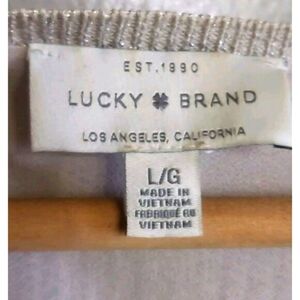 EST. 1990
LUCKY ♣ BRAND
LOS ANGELES, CALIFORNIA
L/G
MADE IN
VIETNAM
FABRIQUÉ AU
VIETNAM